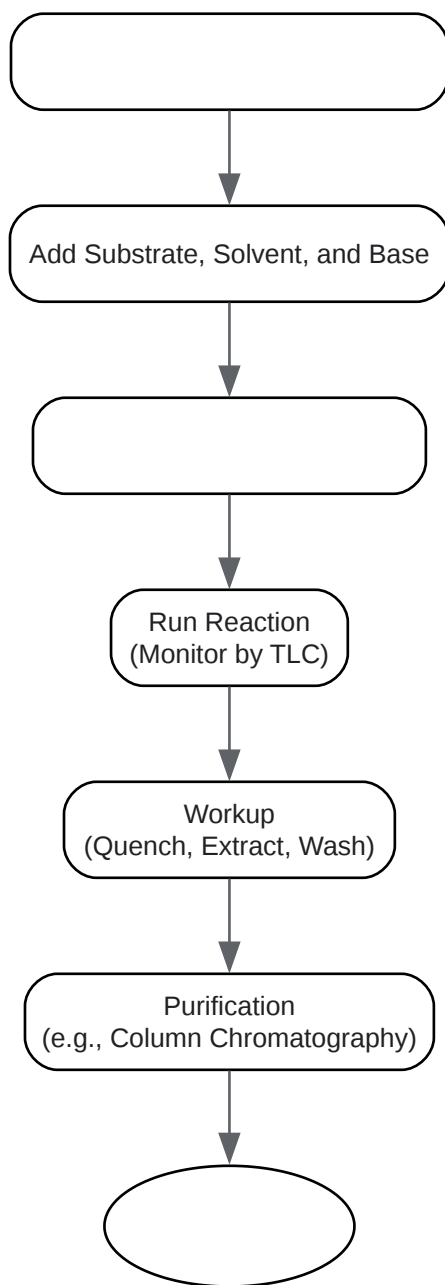 Add Substrate, Solvent, and Base
Run Reaction
(Monitor by TLC)
Workup
(Quench, Extract, Wash)
Purification
(e.g., Column Chromatography)